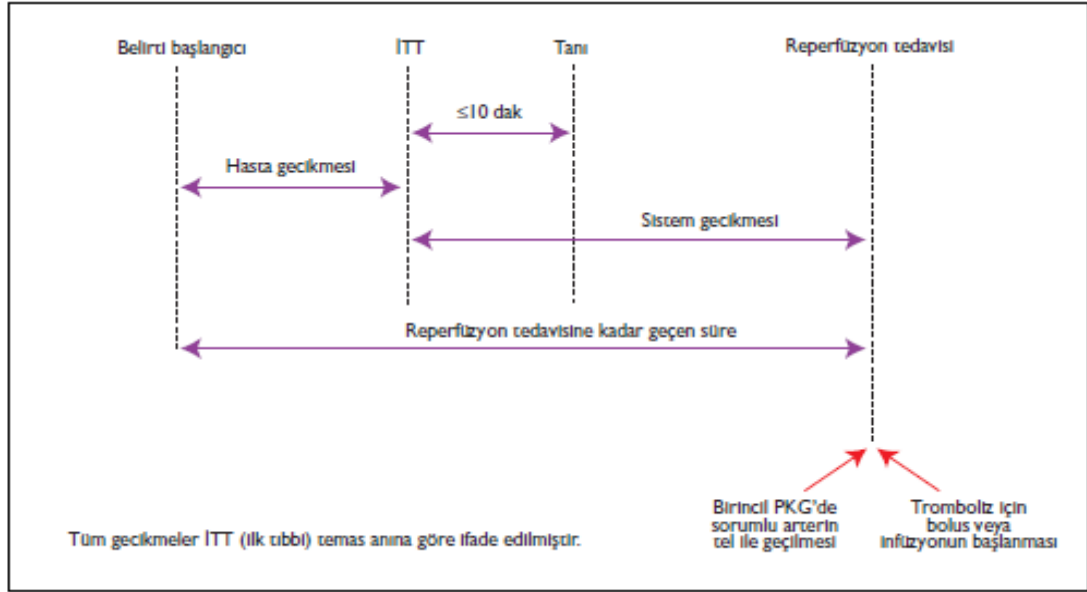 Belirti başlangıcı
İTT
Tanı
Reperfüzyon tedavisi
≤10 dak
Hasta gecikmesi
Sistem gecikmesi
Reperfüzyon tedavisine kadar geçen süre
Birincil PKG'de
sorumlu arterin
tel ile geçilmesi
Tromboliz için
bolus veya
infüzyonun başlanması
Tüm gecikmeler İTT (ilk tıbbi) temas anına göre ifade edilmiştir.